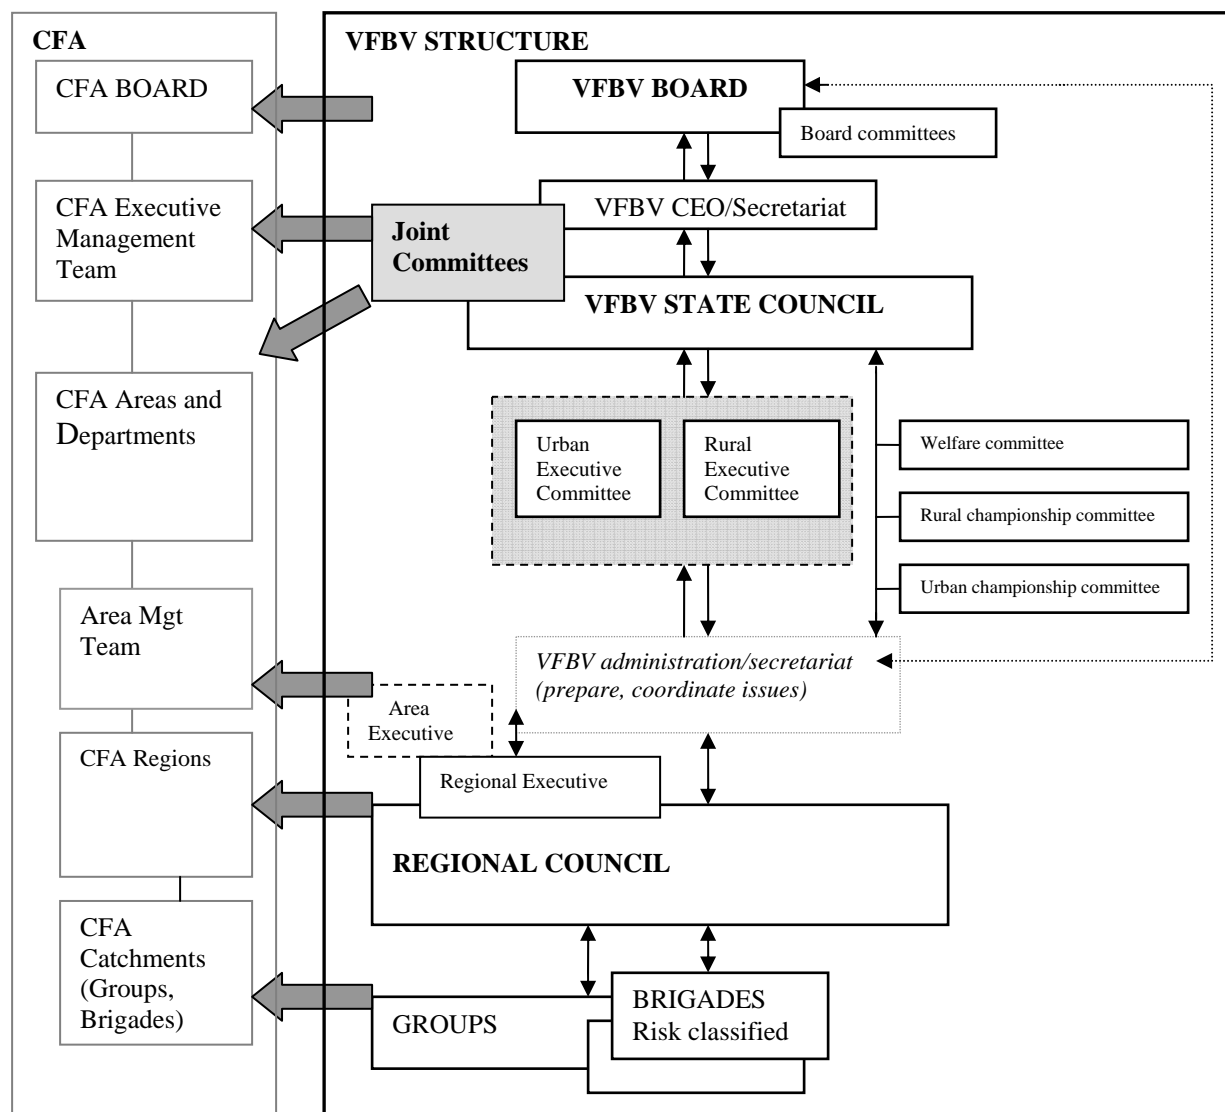 CFA
CFA BOARD
CFA Executive
Management
Team
CFA Areas and
Departments
Area Mgt
Team
CFA Regions
CFA
Catchments
(Groups,
Brigades)
VFBV STRUCTURE
VFBV BOARD
Board committees
VFBV CEO/Secretariat
Joint
Committees
VFBV STATE COUNCIL
Urban
Executive
Committee
Rural
Executive
Committee
Welfare committee
Rural championship committee
Urban championship committee
VFBV administration/secretariat
(prepare, coordinate issues)
Area
Executive
Regional Executive
REGIONAL COUNCIL
GROUPS
BRIGADES
Risk classified